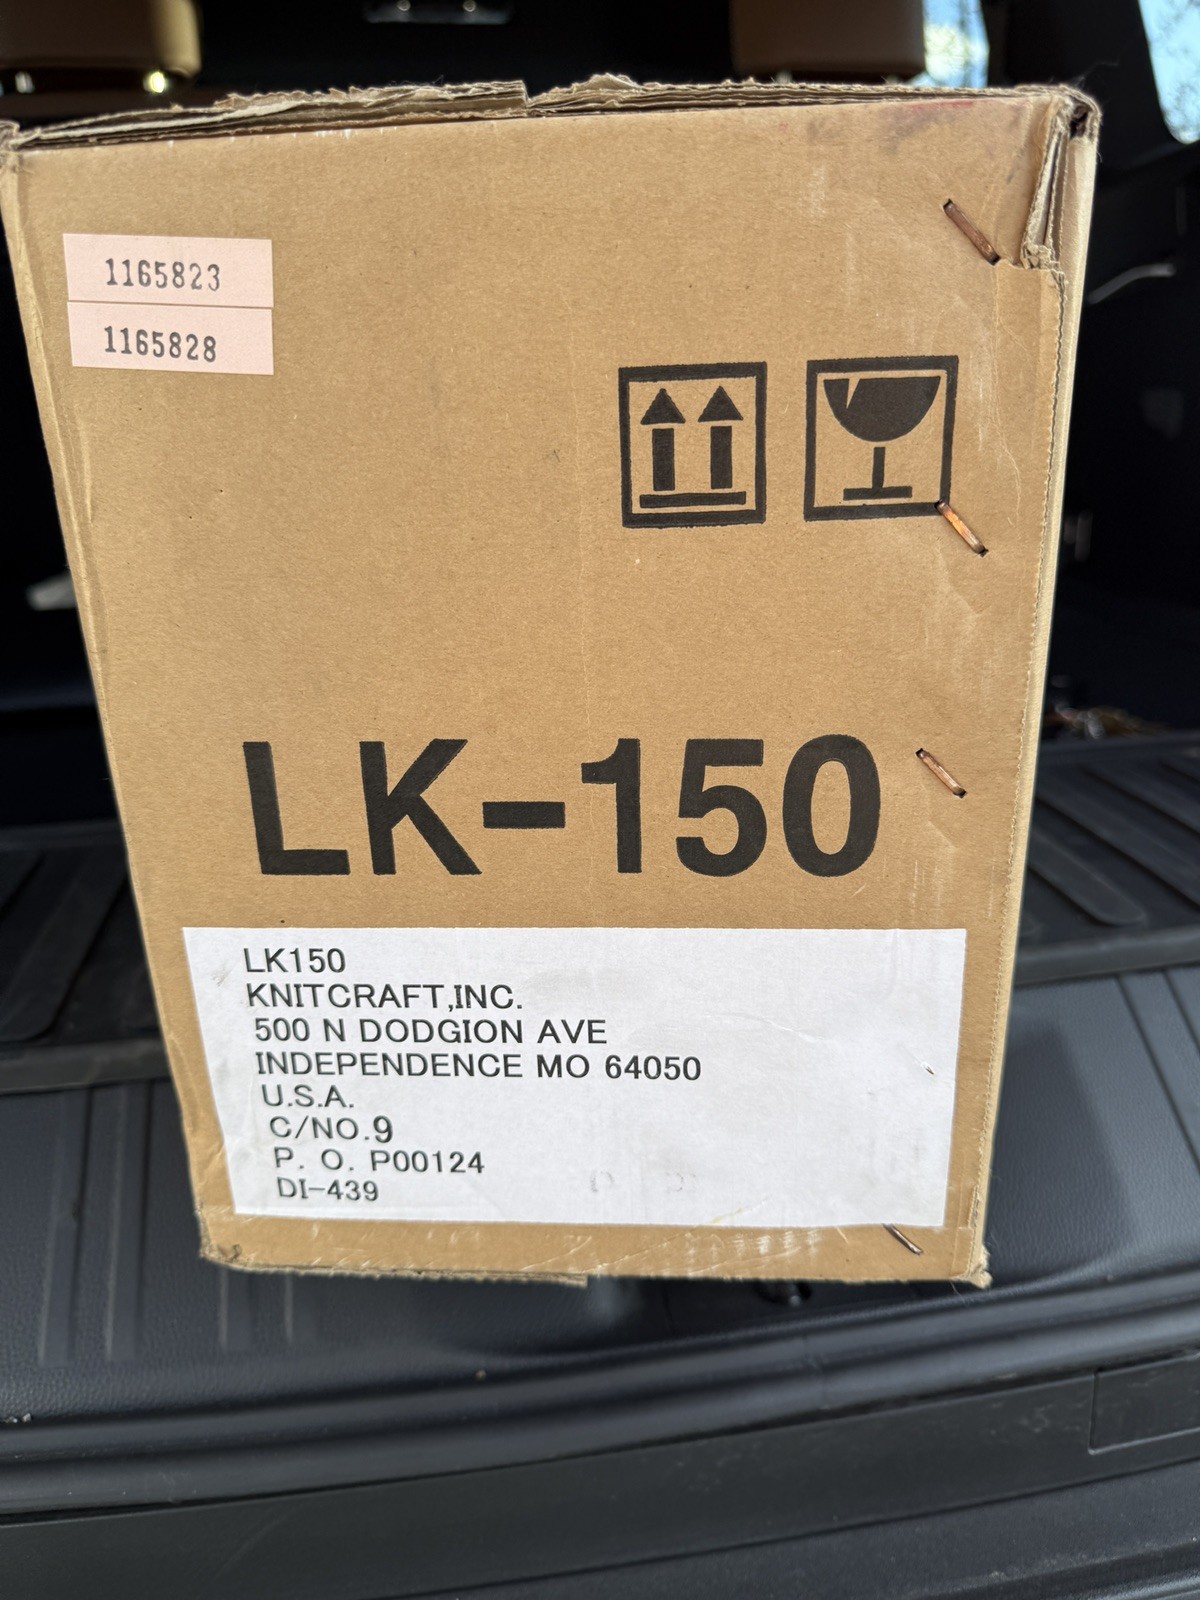 1165823
1165828
LK-150
LK150
KNITCRAFT,INC.
500 N DODGION AVE
INDEPENDENCE MO 64050
U.S.A.
C/NO.9
P. O. P00124
DI-439